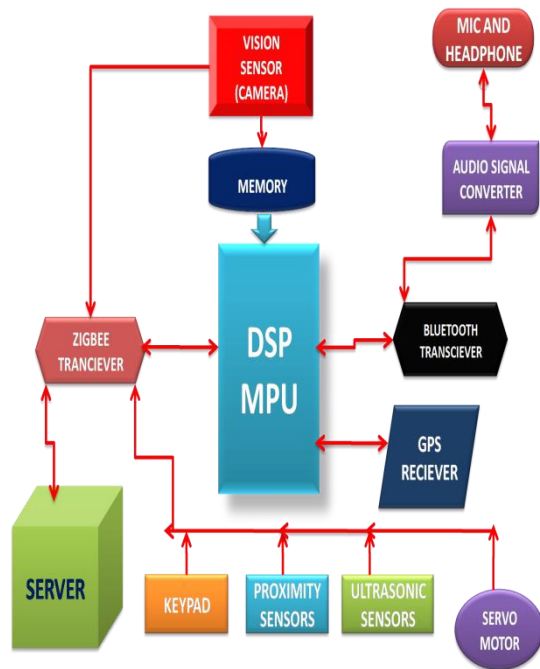 VISION
SENSOR
(CAMERA)
MIC AND
HEADPHONE
MEMORY
AUDIO SIGNAL
CONVERTER
ZIGBEE
TRANCIEVER
DSP
MPU
BLUETOOTH
TRANSCIEVER
GPS
RECIEVER
SERVER
KEYPAD
PROXIMITY
SENSORS
ULTRASONIC
SENSORS
SERVO
MOTOR